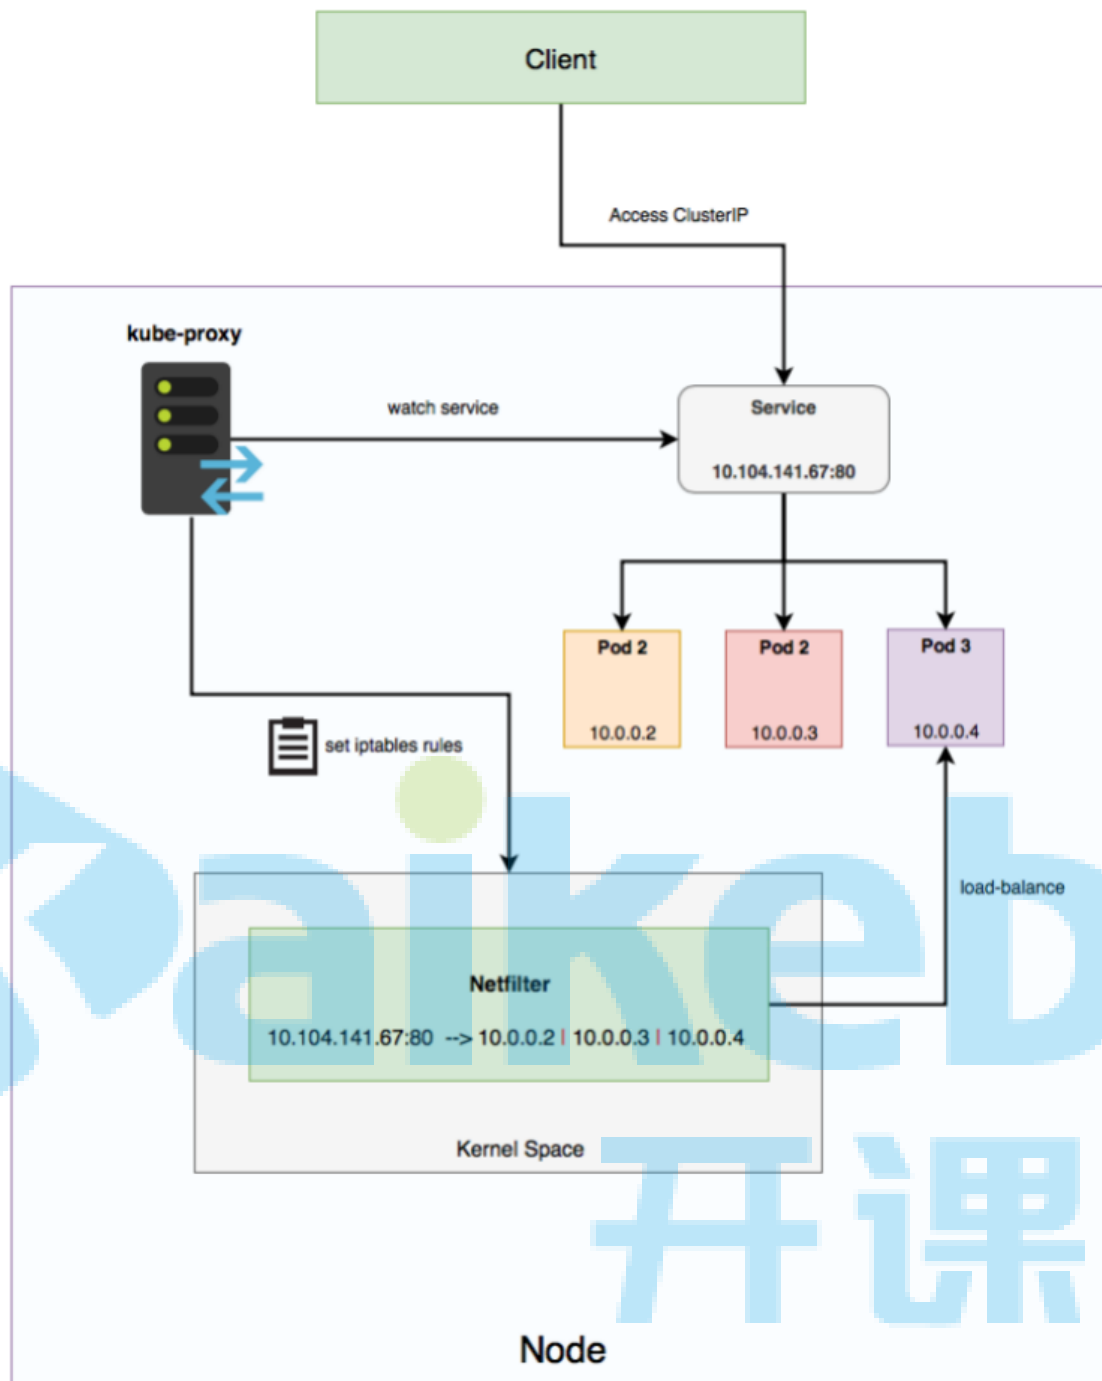 Client
Access ClusterIP
kube-proxy
watch service
Service
10.104.141.67:80
Pod 2
10.0.0.2
Pod 2
10.0.0.3
Pod 3
10.0.0.4
set iptables rules
load-balance
Netfilter
10.104.141.67:80 --> 10.0.0.2 | 10.0.0.3 | 10.0.0.4
Kernel Space
aikeb
开课
Node